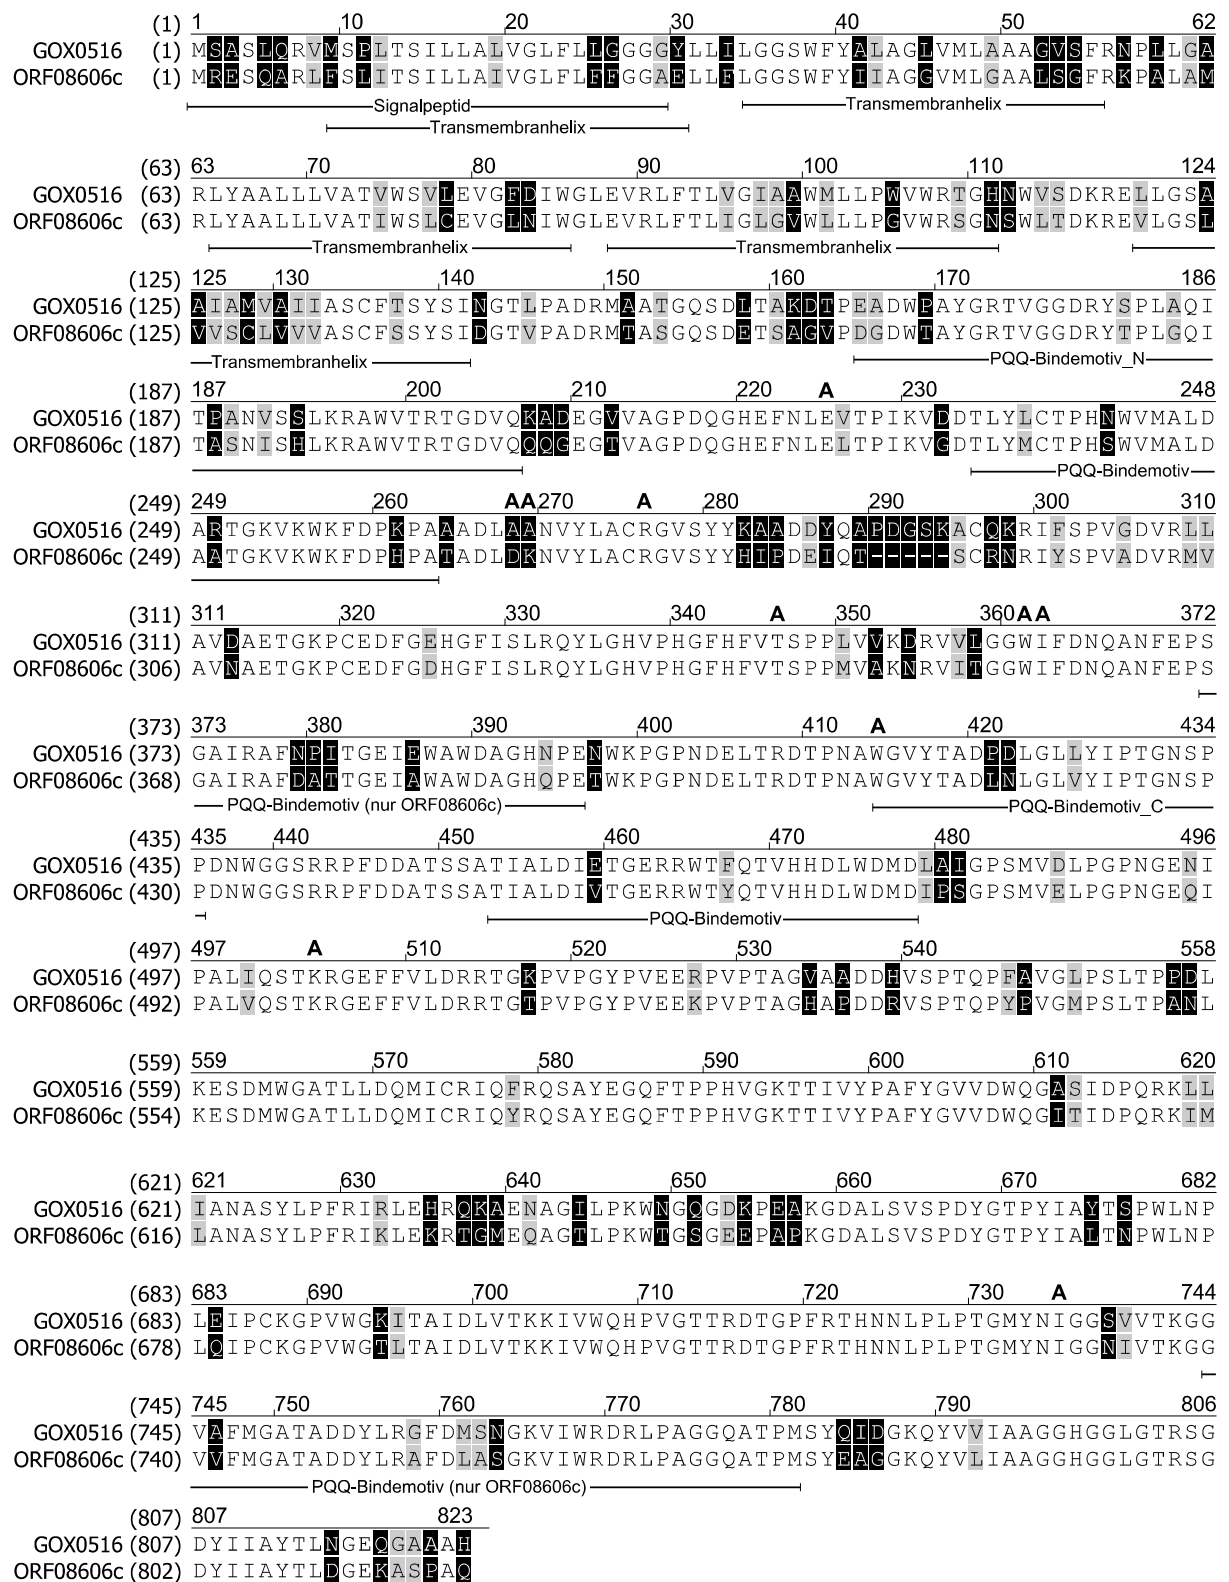 (1) 1 10 20 30 40 50 62
GOX0516 (1) MSASLQRVMSPLTSILLALVGLFLLGGGGYLLILGGSWFYALAGLVMLAAAGVSFRNPLLGA
ORF08606c (1) MRESQARLFSLITSILLAIVGLFLFFGGAELLFLGGSWFYIIAGGVMLGAALSGFRKPALAM
Signalpeptid Transmembranhelix
Transmembranhelix
(63) 63 70 80 90 100 110 124
GOX0516 (63) RLYAALLLVATVWSVLEVGFDIWGLEVRLFTLVGIAAWMLLPWVWRTGHNWVSDKRELLGSA
ORF08606c (63) RLYAALLLVATIWSLCEVGLNIWGLEVRLFTLIGLGVWLLLPGVWRSGNSWLTDKREVLGSL
Transmembranhelix Transmembranhelix
(125) 125 130 140 150 160 172 186
GOX0516 (125) AIAMVAIIASCFTSYSINGTLPADRMAATGQSDLTAKDTPEADWPAYGRTVGGDRYSPLAQI
ORF08606c (125) VVSCLVVVASCFSSYSIDGTVPADRMTASGQSDETSAGVPDGDWTAYGRTVGGDRYTPLGQI
Transmembranhelix PQQ-Bindemotiv_N
(187) 187 200 212 222 A 230 248
GOX0516 (187) TPANVSSLKRAWVTRTGDVQKADEGVVAGPDQGHEFNLEVTPIKVDDTLYLCTPHNWVMALD
ORF08606c (187) TASNISHLKRAWVTRTGDVQQQGEGTVAGPDQGHEFNLELTPIKVGDTLYMCTPHSWVMALD
PQQ-Bindemotiv
(249) 249 260 AA 270 A 280 290 300 310
GOX0516 (249) ARTGKVKWKFDPKPAAADLAANVYLACRGVSYYKAADDYQAPDGSKACQKRIFSPVGDVRLL
ORF08606c (249) AATGKVKWKFDPHPATADLDKNVYLACRGVSYYHIPDEIQT-----SCRNRIYSPVADVRMV
(311) 311 320 330 340 A 350 360 AA 372
GOX0516 (311) AVDAETGKPCEDFGEHGFISLRQYLGHVPHGFHFVTSPPLVVKDRVVLGGWIFDNQANFEPS
ORF08606c (306) AVNAETGKPCEDFGDHGFISLRQYLGHVPHGFHFVTSPPMVAKNRVITGGWIFDNQANFEPS
(373) 373 380 390 400 410 A 420 434
GOX0516 (373) GAIRAFNPITGEIEWAWDAGHNPENWKPGPNDELTRDTPNAWGVYTADPDLGLLYIPTGNSP
ORF08606c (368) GAIRAFDATTGEIAWAWDAGHQPETWKPGPNDELTRDTPNAWGVYTADLNLGLVYIPTGNSP
PQQ-Bindemotiv (nur ORF08606c) PQQ-Bindemotiv_C
(435) 435 440 450 460 470 480 496
GOX0516 (435) PDNWGGSRRPFDDATSSATIALDIETGERRWTFQTVHHDLWDMDLAIGPSMVDLPGPNGENI
ORF08606c (430) PDNWGGSRRPFDDATSSATIALDIVTGERRWTYQTVHHDLWDMDIPSGPSMVELPGPNGEQI
PQQ-Bindemotiv
(497) 497 A 510 520 530 540 558
GOX0516 (497) PALIQSTKRGEFFVLDRRTGKPVPGYPVEERPVPTAGVAADDHVSPTQPFAVGLPSLTPPDL
ORF08606c (492) PALVQSTKRGEFFVLDRRTGTPVPGYPVEEKPVPTAGHAPDDRVSPTQPYPVGMPSLTPANL
(559) 559 570 580 590 600 610 620
GOX0516 (559) KESDMWGATLLDQMICRIQFRQSAYEGQFTPPHVGKTTIVYPAFYGVVDWQGASIDPQRKLL
ORF08606c (554) KESDMWGATLLDQMICRIQYRQSAYEGQFTPPHVGKTTIVYPAFYGVVDWQGITIDPQRKIM
(621) 621 630 640 650 660 670 682
GOX0516 (621) IANASYLPFRIRLEHRQKAENAGILPKWNGQGDKPEAKGDALSVSPDYGTPYIAYTSPWLNP
ORF08606c (616) LANASYLPFRIKLEKRTGMEQAGTLPKWTGSGEEPAPKGDALSVSPDYGTPYIALTNPWLNP
(683) 683 690 700 710 720 730 A 744
GOX0516 (683) LEIPCKGPVWGKITAIDLVTKKIVWQHPVGTTRDTGPFRTHNNLPLPTGMYNIGGSVVTKGG
ORF08606c (678) LQIPCKGPVWGTLTAIDLVTKKIVWQHPVGTTRDTGPFRTHNNLPLPTGMYNIGGNIVTKGG
(745) 745 750 760 770 780 790 806
GOX0516 (745) VAFMGATADDYLRGFDMSNGKVIWRDRLPAGGQATPMSYQIDGKQYVVIAAGGHGGLGTRSG
ORF08606c (740) VVFMGATADDYLRAFDLASGKVIWRDRLPAGGQATPMSYEAGGKQYVLIAAGGHGGLGTRSG
PQQ-Bindemotiv (nur ORF08606c)
(807) 807 823
GOX0516 (807) DYIIAYTLNGEQGAAAH
ORF08606c (802) DYIIAYTLDGEKASPAQ